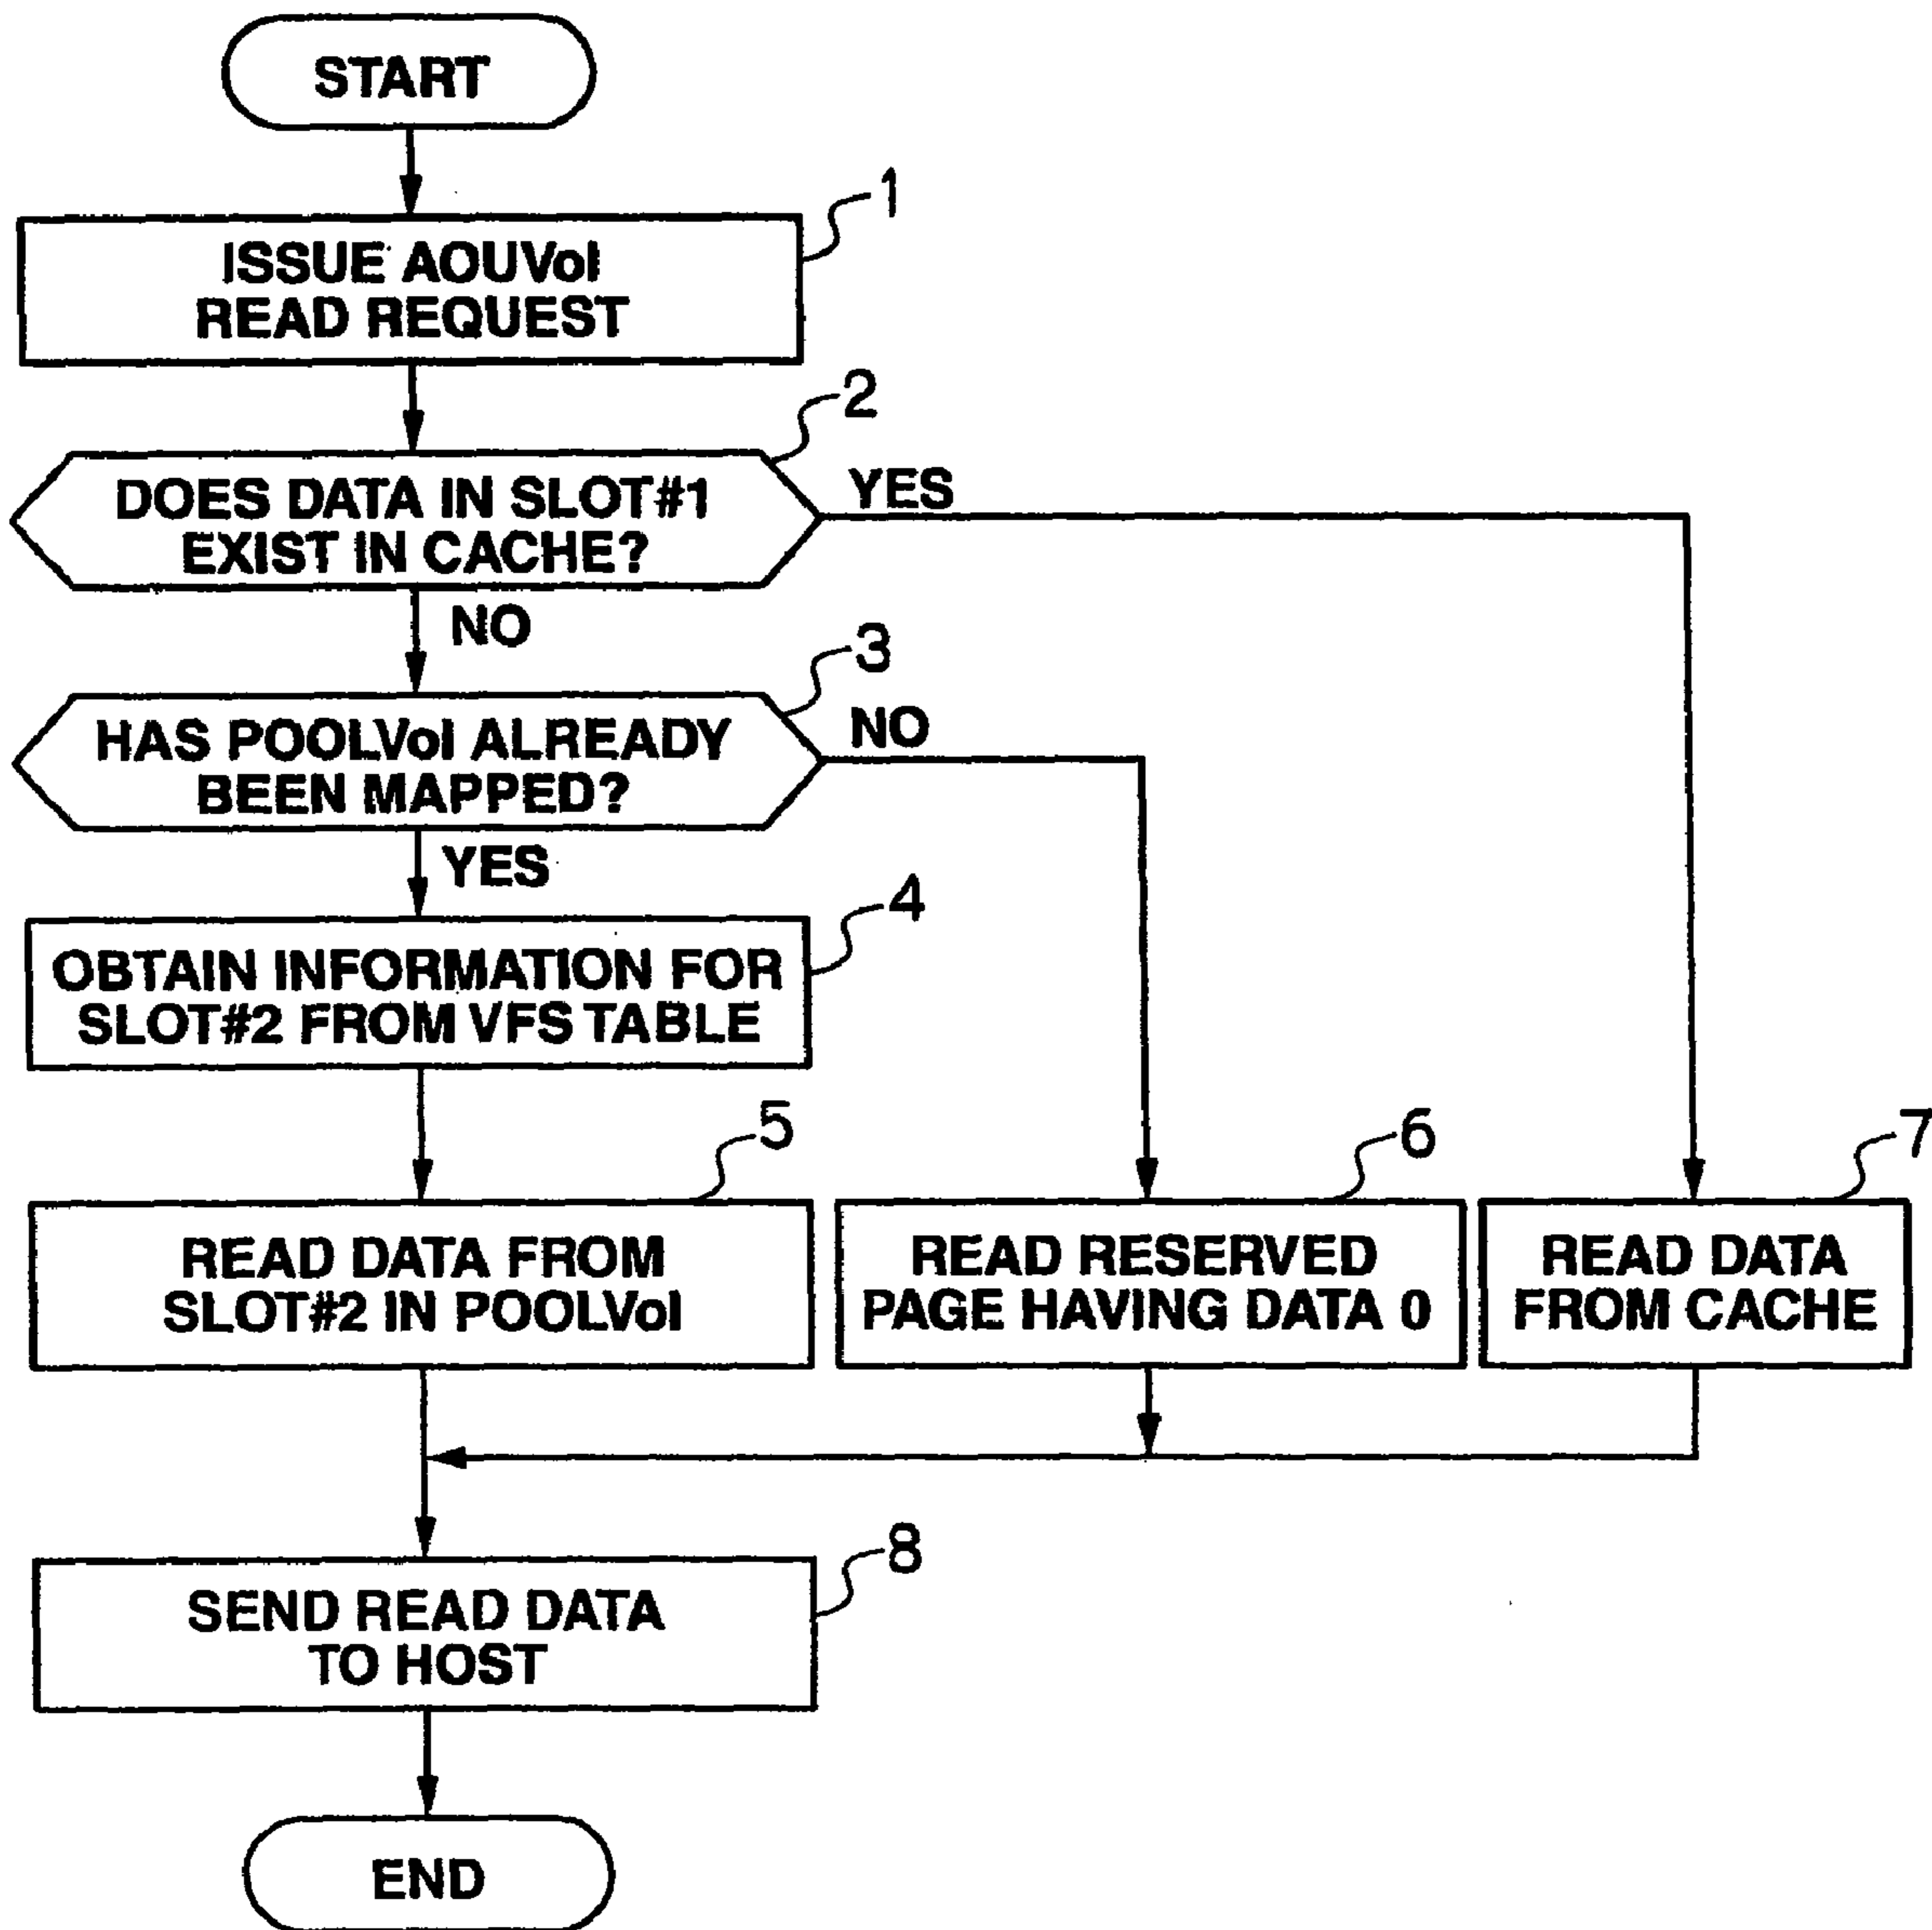 START
1
ISSUE AOUVol
READ REQUEST
2
DOES DATA IN SLOT#1
EXIST IN CACHE?
YES
NO
3
HAS POOLVol ALREADY
BEEN MAPPED?
NO
YES
4
OBTAIN INFORMATION FOR
SLOT#2 FROM VFS TABLE
5
READ DATA FROM
SLOT#2 IN POOLVol
6
READ RESERVED
PAGE HAVING DATA 0
7
READ DATA
FROM CACHE
8
SEND READ DATA
TO HOST
END